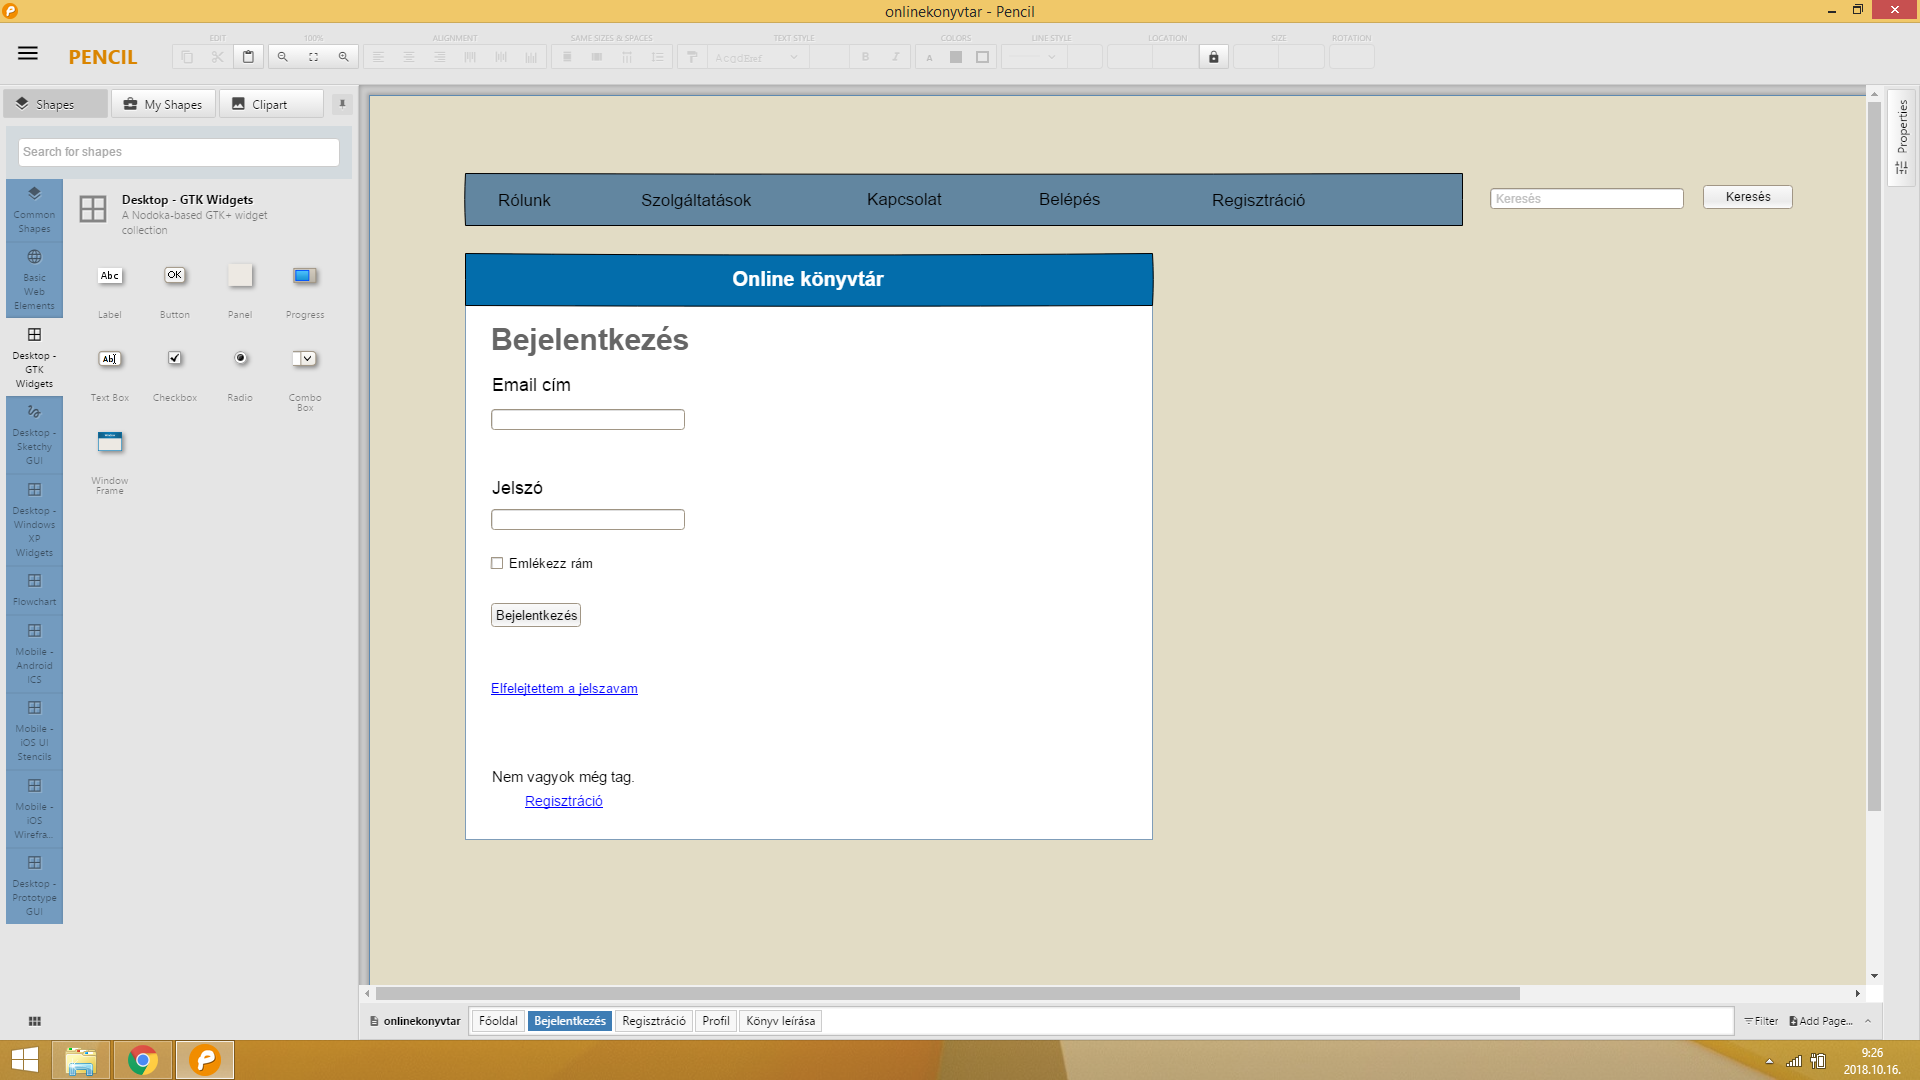 onlinekonyvtar - Pencil
PENCIL
EDIT
100%
ALIGNMENT
SAME SIZES & SPACES
TEXT STYLE
COLORS
LINE STYLE
LOCATION
SIZE
ROTATION
AaBbEf
B
I
A
Shapes
My Shapes
Clipart
Search for shapes
Common
Shapes
Basic
Web
Elements
Desktop -
GTK
Widgets
Desktop -
Sketchy
GUI
Desktop -
Windows
XP
Widgets
Flowchart
Mobile -
Android
ICS
Mobile -
iOS UI
Stencils
Mobile -
iOS
Wirefra...
Desktop -
Prototype
GUI
Desktop - GTK Widgets
A Nodoka-based GTK+ widget
collection
Abc
OK
Label
Button
Panel
Progress
Ab
Text Box
Checkbox
Radio
Combo
Box
Window
Frame
Rólunk
Szolgáltatások
Kapcsolat
Belépés
Regisztráció
Keresés
Keresés
Online könyvtár
Bejelentkezés
Email cím
Jelszó
Emlékezz rám
Bejelentkezés
Elfelejtettem a jelszavam
Nem vagyok még tag.
Regisztráció
Properties
onlinekonyvtar
Főoldal
Bejelentkezés
Regisztráció
Profil
Könyv leírása
Filter
Add Page...
9:26
2018.10.16.